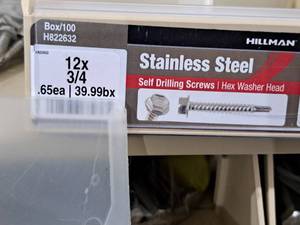 Box/100
H822632
HILLMAN
12x
3/4
.65ea | 39.99bx
Stainless Steel
Self Drilling Screws | Hex Washer Head